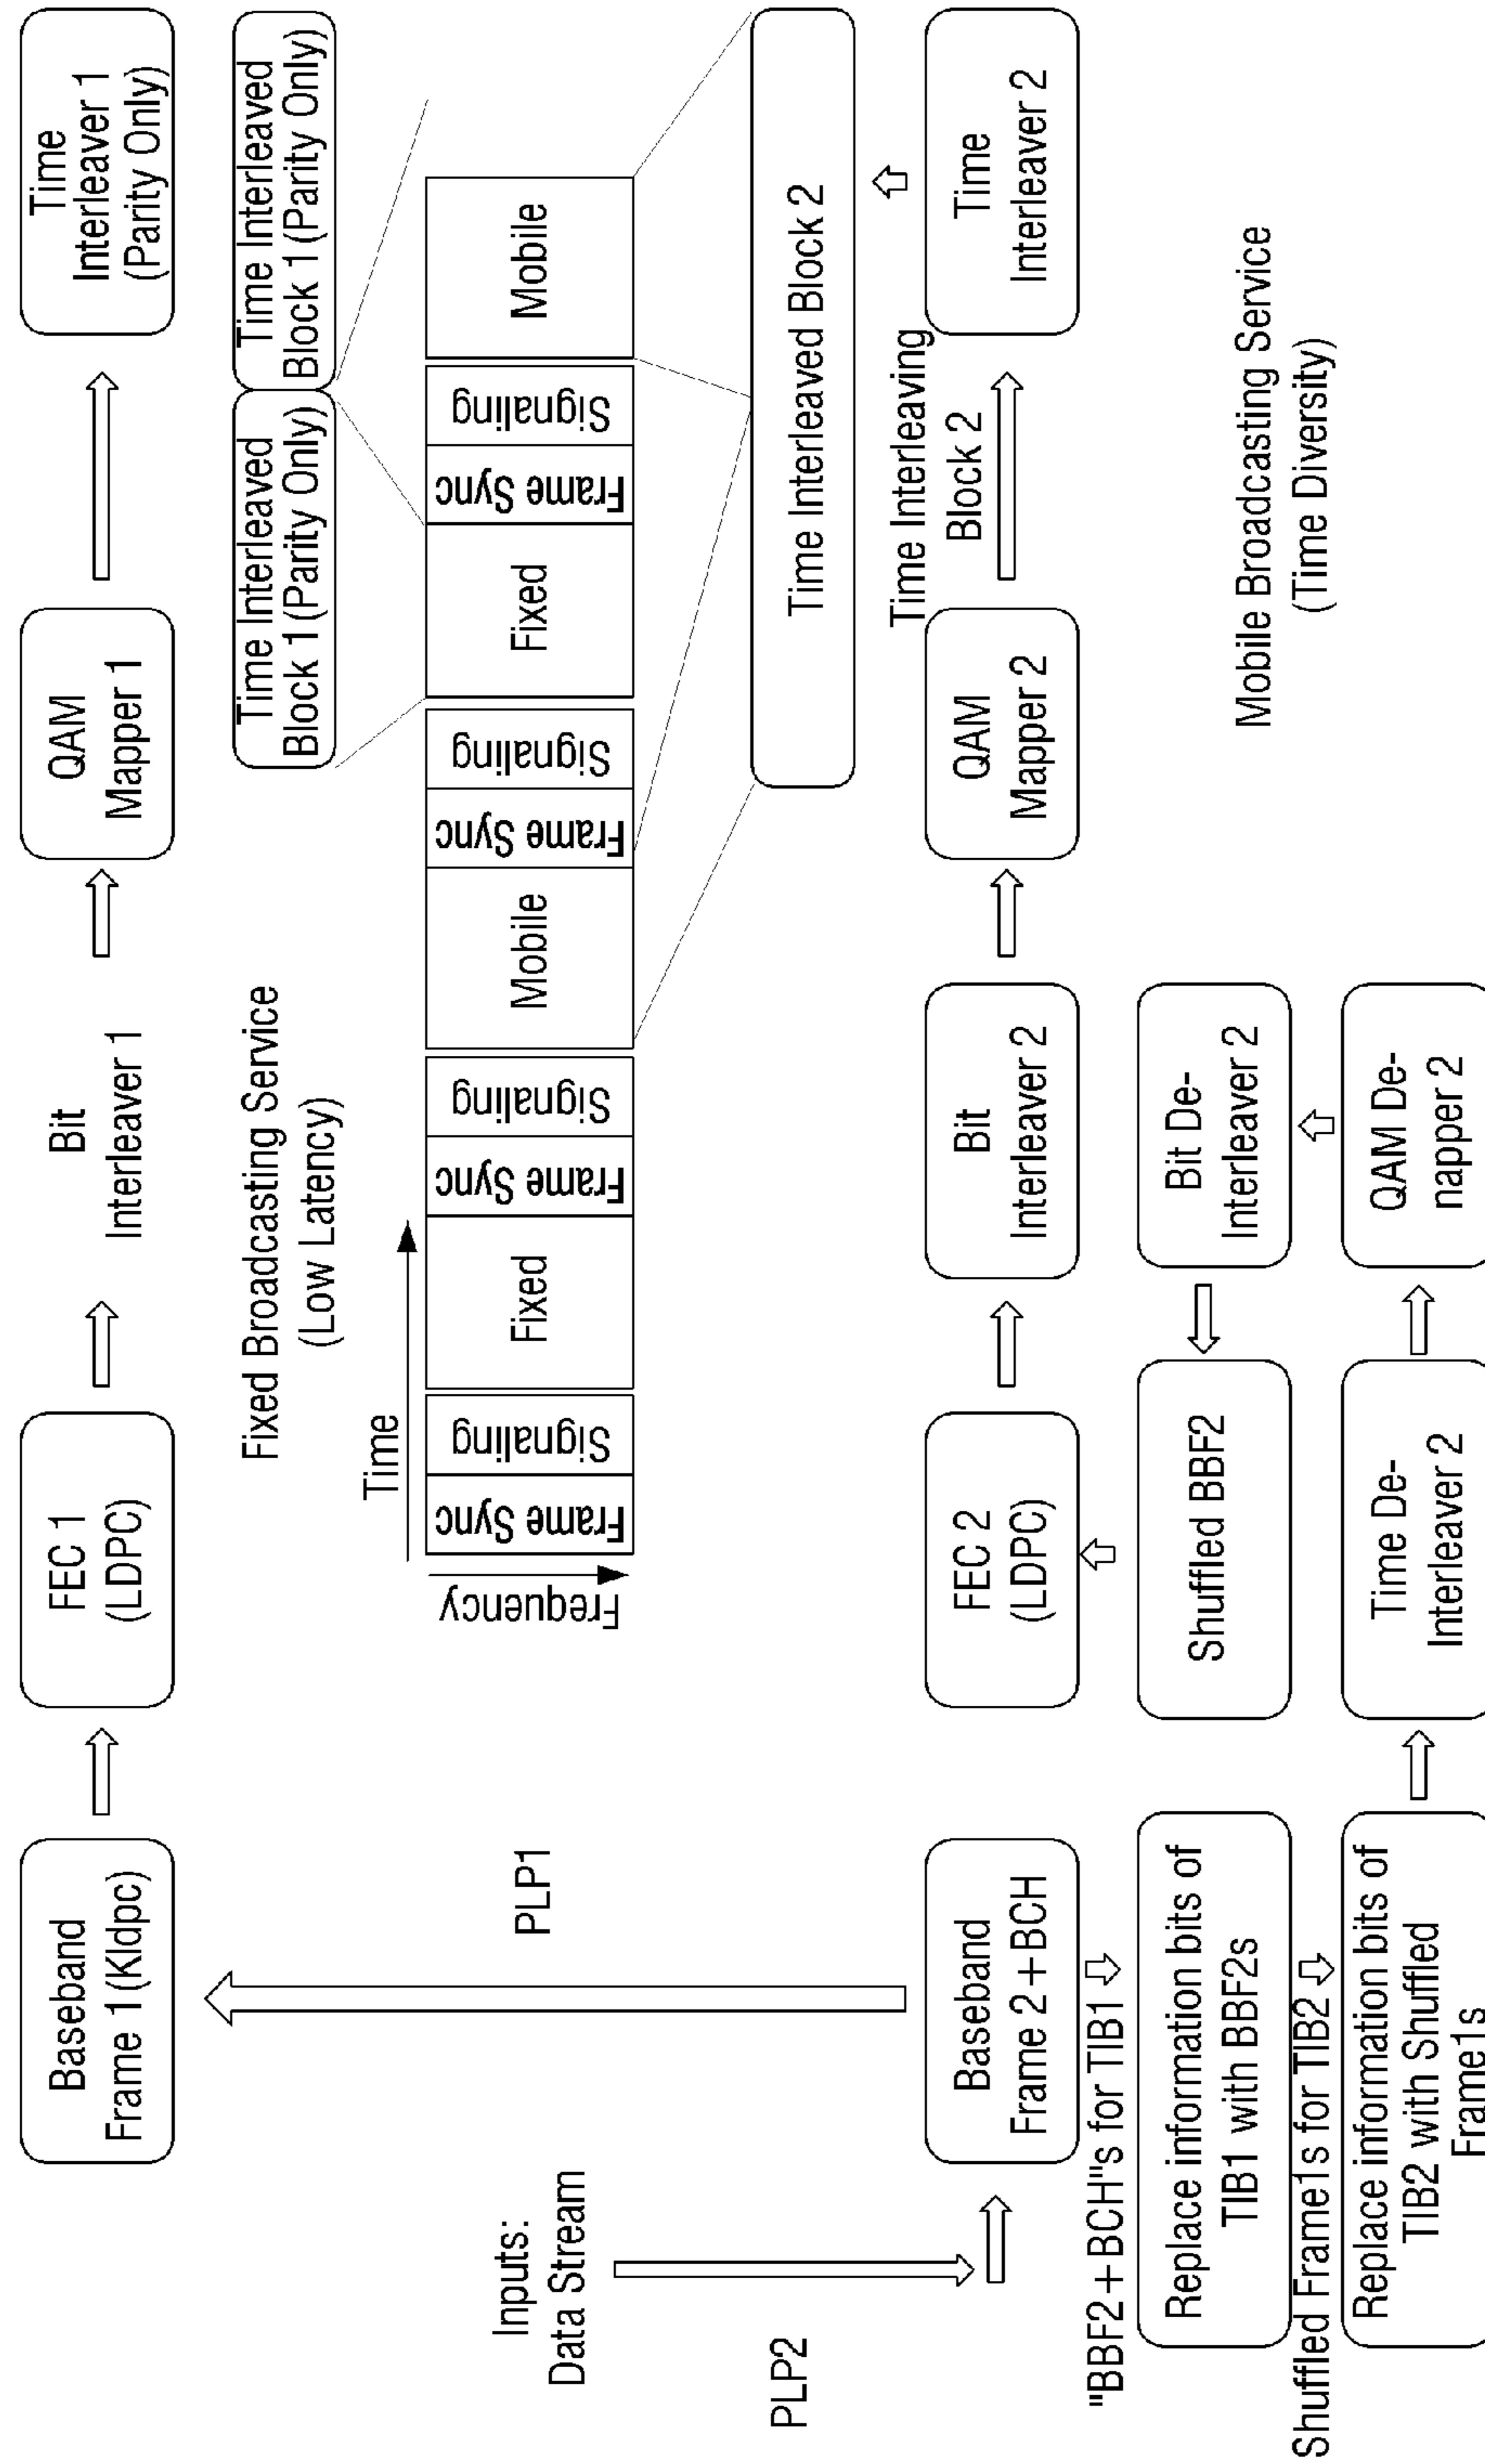 Baseband
Frame 1(Kldpc)
FEC 1
(LDPC)
Bit
Interleaver 1
QAM
Mapper 1
Time
Interleaver 1
(Parity Only)
Fixed Broadcasting Service
(Low Latency)
Time Interleaved
Block 1(Parity Only)
Time Interleaved
Block 1(Parity Only)
PLP1
Time
Frequency
Frame Sync
Signaling
Fixed
Frame Sync
Signaling
Mobile
Frame Sync
Signaling
Fixed
Frame Sync
Signaling
Mobile
Inputs:
Data Stream
PLP2
Time Interleaved Block 2
Time Interleaving
Block 2
Baseband
Frame 2+BCH
FEC 2
(LDPC)
Bit
Interleaver 2
QAM
Mapper 2
Time
Interleaver 2
"BBF2+BCH"s for TIB1
Replace information bits of
TIB1 with BBF2s
Shuffled BBF2
Bit De-
Interleaver 2
Mobile Broadcasting Service
(Time Diversity)
Shuffled Frame1s for TIB2
Replace information bits of
TIB2 with Shuffled
Frame1s
Time De-
Interleaver 2
QAM De-
napper 2